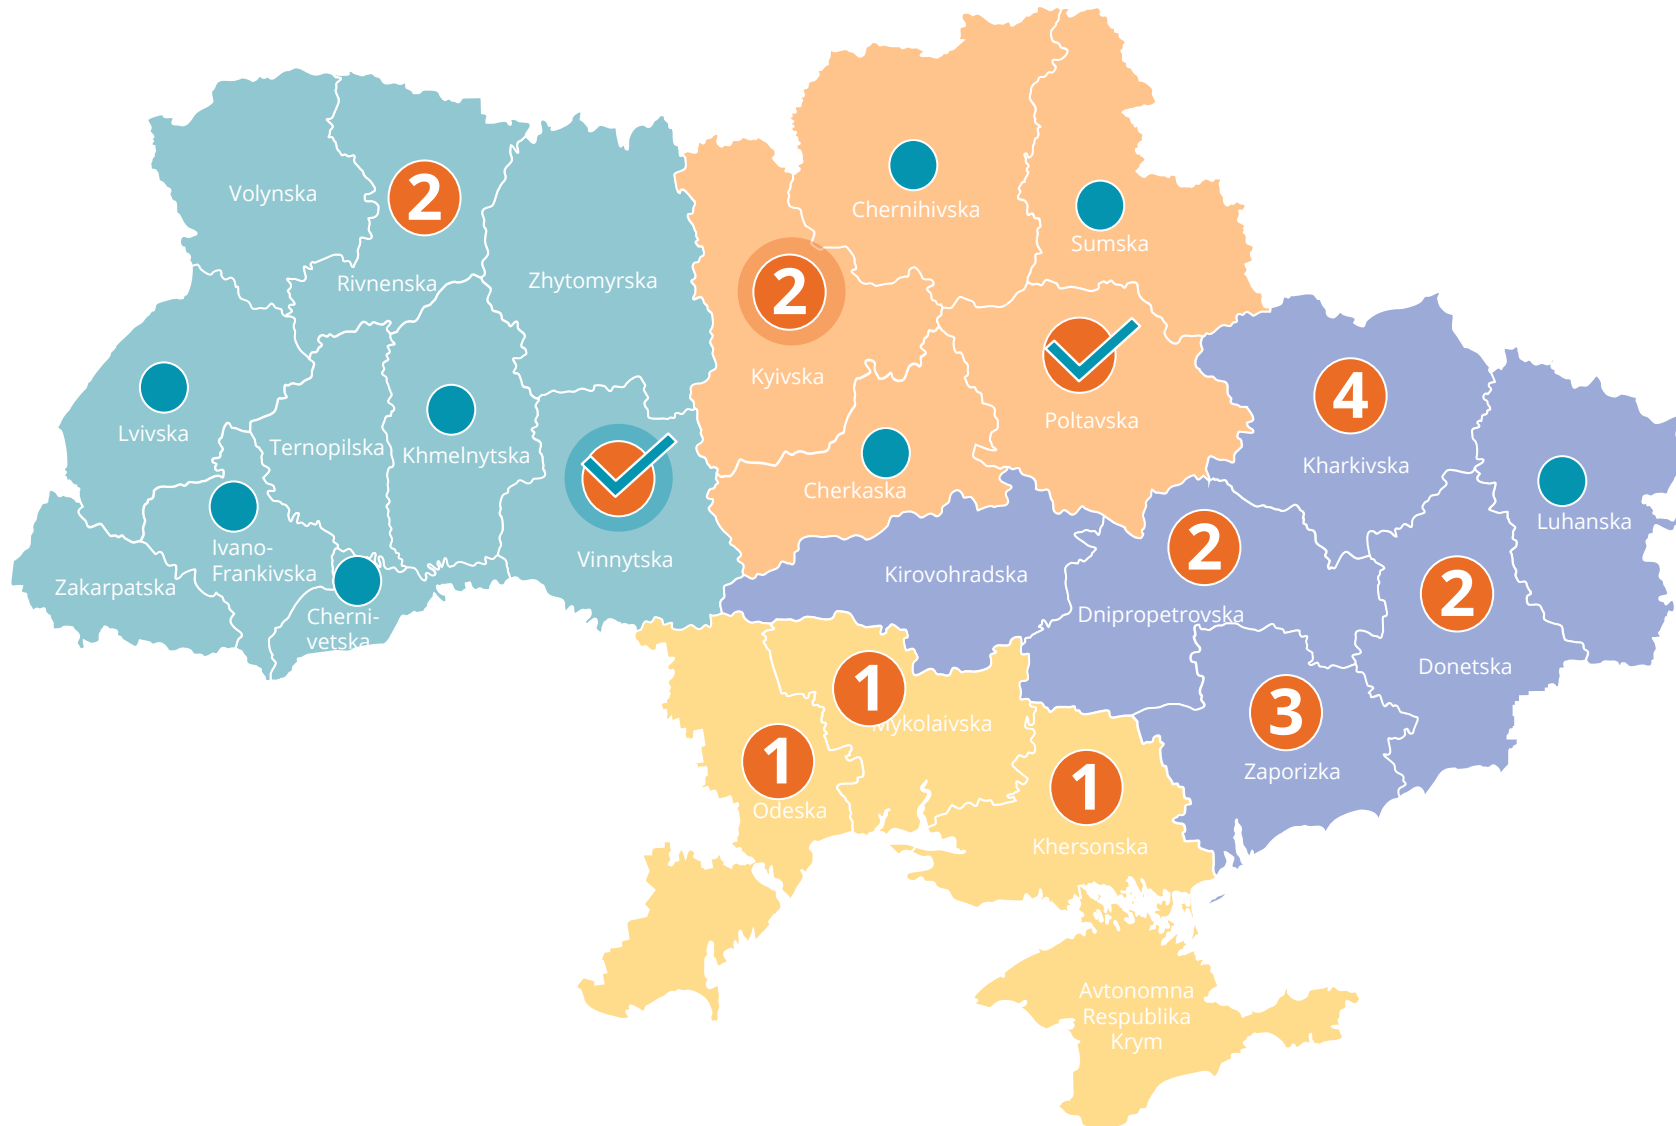 Volynska
2
Rivnenska
Zhytomyrska
Chernihivska
Sumska
2
Kyivska
Poltavska
4
Kharkivska
Lvivska
Ternopilska
Khmelnytska
Cherkaska
Luhanska
Ivano-
Frankivska
Vinnytska
Zakarpatska
Cherni-
vetska
Kirovohradska
2
Dnipropetrovska
2
Donetska
1
Mykolaivska
3
Zaporizka
1
Odeska
1
Khersonska
Avtonomna
Respublika
Krym